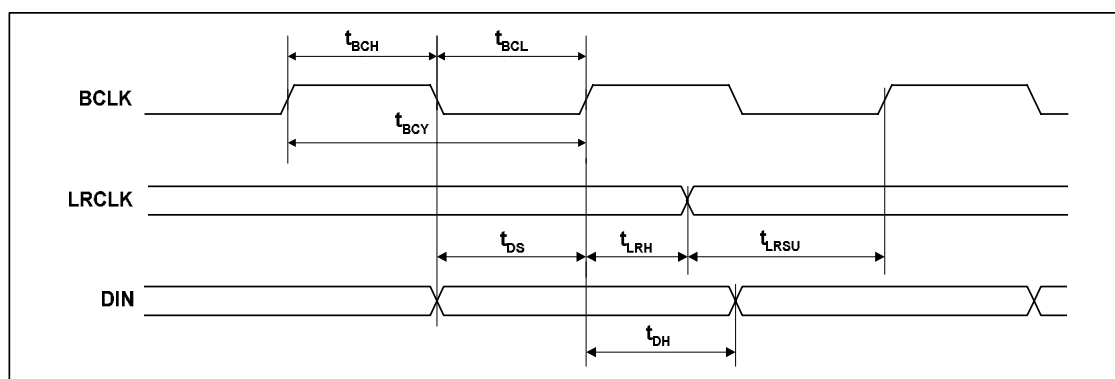 tBCH tBCL
BCLK
tBCY
LRCLK
tDS tLRH tLRSU
DIN
tDH